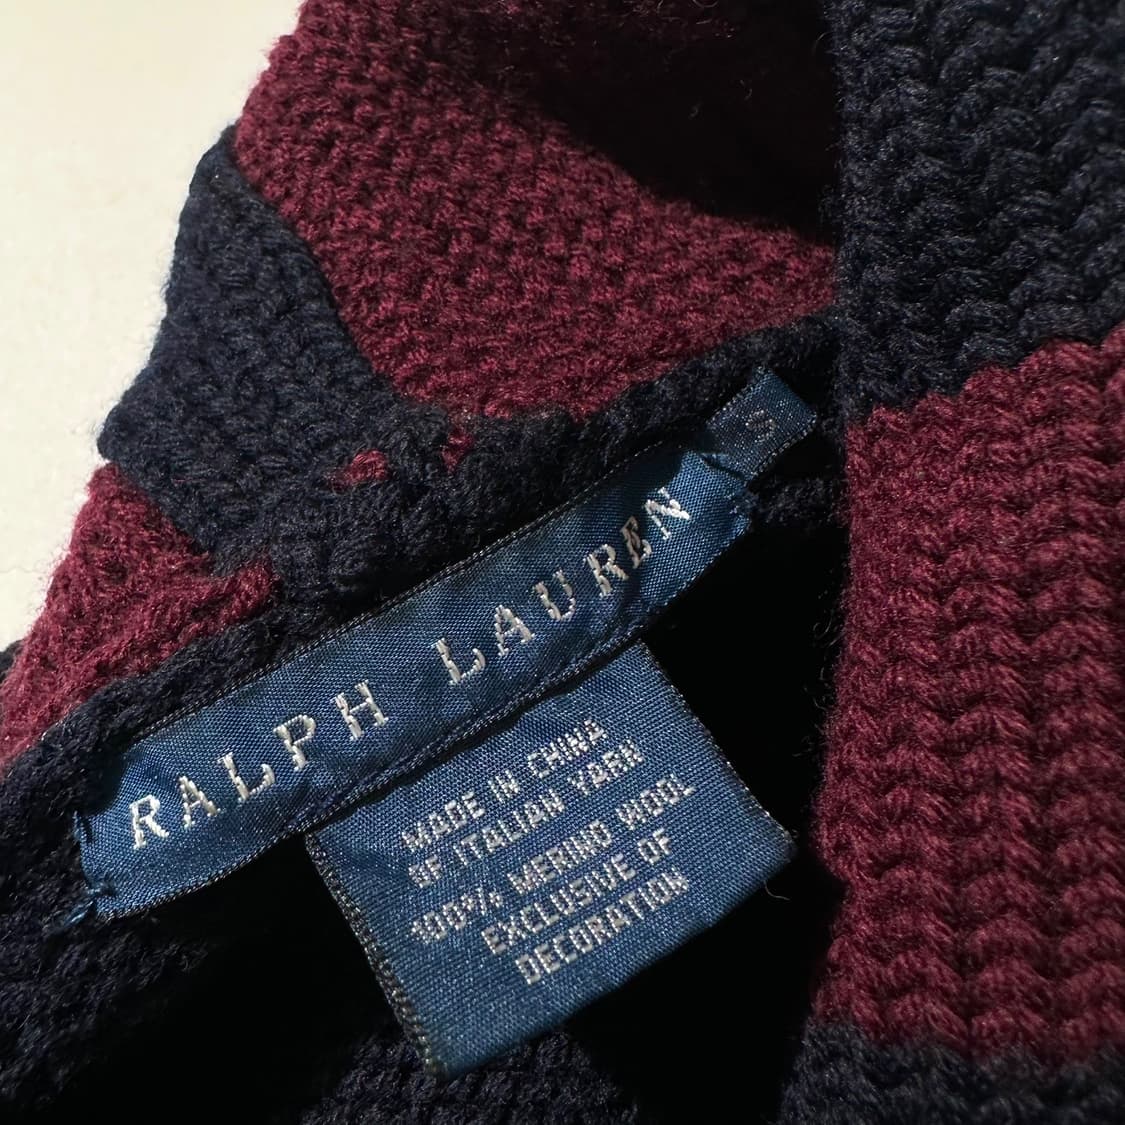 S
RALPH LAUREN
MADE IN CHINA
OF ITALIAN YARN
100% MERINO WOOL
EXCLUSIVE OF
DECORATION